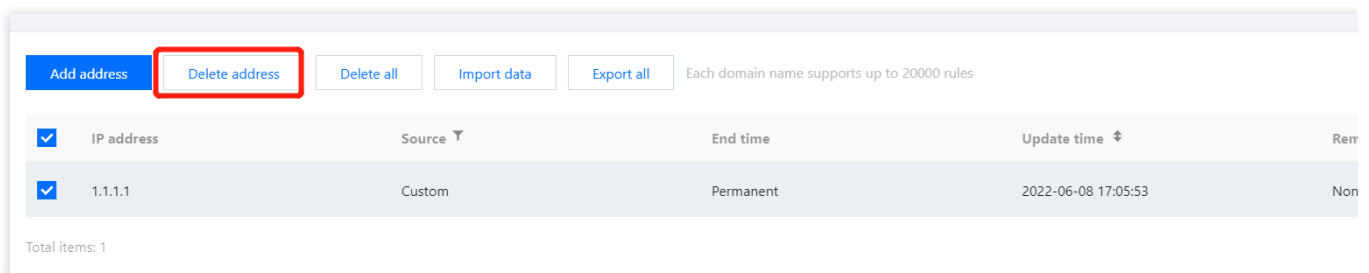 Add address Delete address Delete all Import data Export all Each domain name supports up to 20000 rules
IP address Source End time Update time Rem
1.1.1.1 Custom Permanent 2022-06-08 17:05:53 Non
Total items: 1